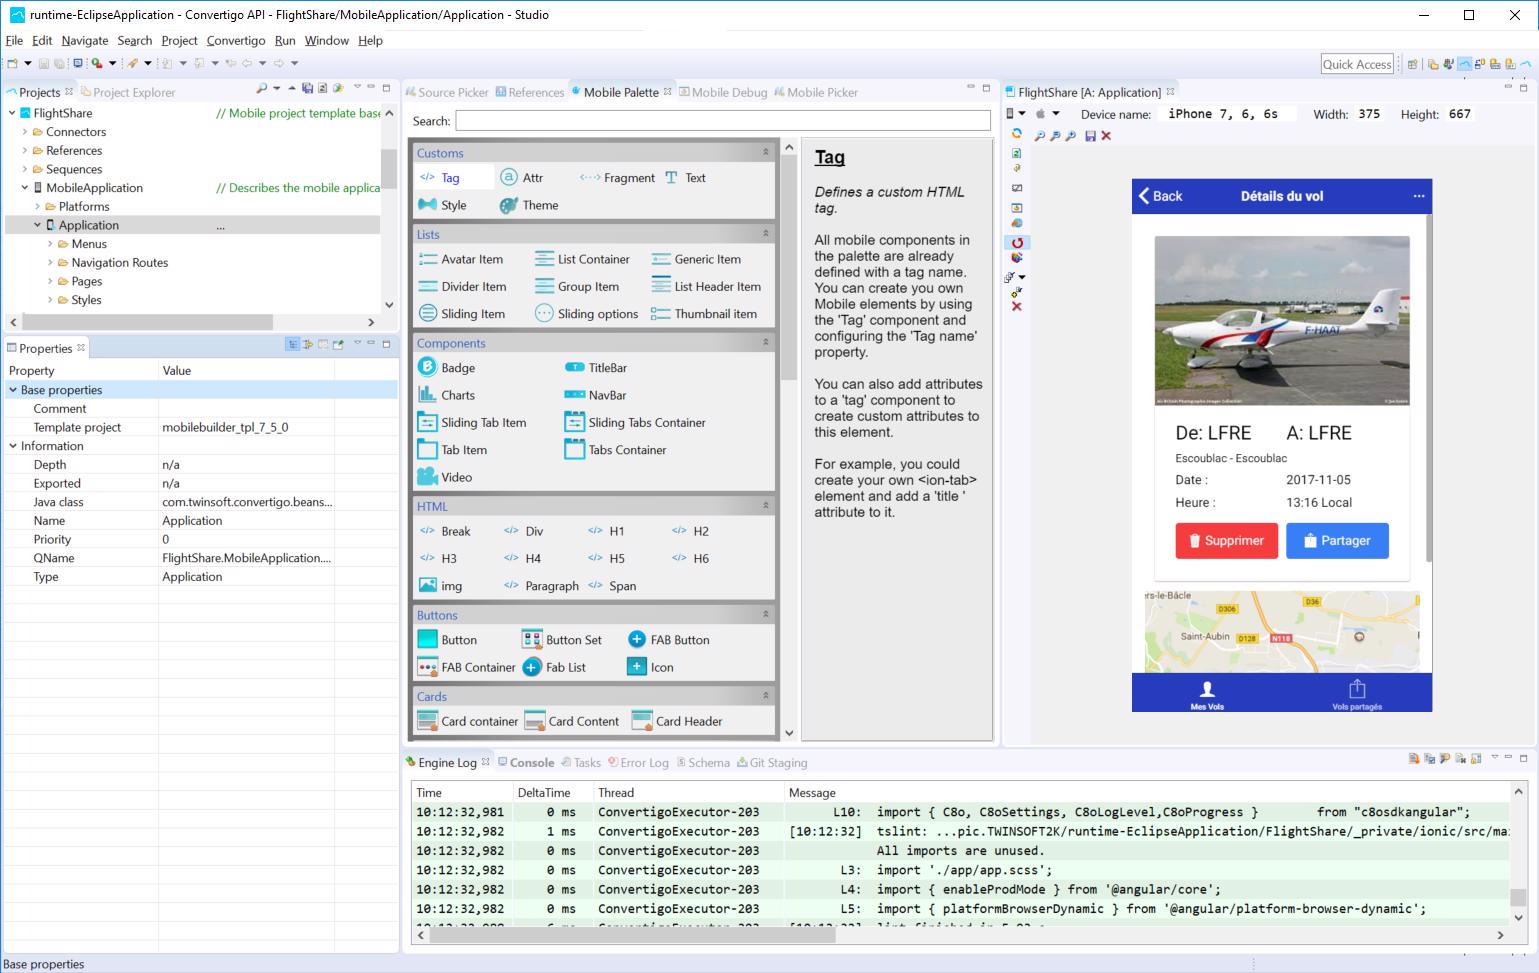 runtime-EclipseApplication - Convertigo API - FlightShare/MobileApplication/Application - Studio
File Edit Navigate Search Project Convertigo Run Window Help
Quick Access
Projects Project Explorer
FlightShare // Mobile project template base
Connectors
References
Sequences
MobileApplication // Describes the mobile applica
Platforms
Application ...
Menus
Navigation Routes
Pages
Styles
Properties
Property Value
Base properties
Comment
Template project mobilebuilder_tpl_7_5_0
Information
Depth n/a
Exported n/a
Java class com.twinsoft.convertigo.beans...
Name Application
Priority 0
QName FlightShare.MobileApplication....
Type Application
Source Picker References Mobile Palette Mobile Debug Mobile Picker
Search:
Customs
Tag Attr Fragment Text
Style Theme
Lists
Avatar Item List Container Generic Item
Divider Item Group Item List Header Item
Sliding Item Sliding options Thumbnail item
Components
Badge TitleBar
Charts NavBar
Sliding Tab Item Sliding Tabs Container
Tab Item Tabs Container
Video
HTML
Break Div H1 H2
H3 H4 H5 H6
img Paragraph Span
Buttons
Button Button Set FAB Button
FAB Container Fab List Icon
Cards
Card container Card Content Card Header
Tag
Defines a custom HTML
tag.
All mobile components in
the palette are already
defined with a tag name.
You can create you own
Mobile elements by using
the 'Tag' component and
configuring the 'Tag name'
property.
You can also add attributes
to a 'tag' component to
create custom attributes to
this element.
For example, you could
create your own <ion-tab>
element and add a 'title '
attribute to it.
FlightShare [A: Application]
Device name: iPhone 7, 6, 6s Width: 375 Height: 667
Back Détails du vol ...
F-HAAT
De: LFRE A: LFRE
Escoublac - Escoublac
Date : 2017-11-05
Heure : 13:16 Local
Supprimer Partager
ers-le-Bâcle
D306 D36
Saint-Aubin D128 N118
Mes Vols Vols partagés
Engine Log Console Tasks Error Log Schema Git Staging
Time DeltaTime Thread Message
10:12:32,981 0 ms ConvertigoExecutor-203 L10: import { C8o, C8oSettings, C8oLogLevel,C8oProgress } from "c8osdkangular";
10:12:32,982 1 ms ConvertigoExecutor-203 [10:12:32] tslint: ...pic.TWINSOFT2K/runtime-EclipseApplication/FlightShare/_private/ionic/src/mai
10:12:32,982 0 ms ConvertigoExecutor-203 All imports are unused.
10:12:32,982 0 ms ConvertigoExecutor-203 L3: import './app/app.scss';
10:12:32,982 0 ms ConvertigoExecutor-203 L4: import { enableProdMode } from '@angular/core';
10:12:32,982 0 ms ConvertigoExecutor-203 L5: import { platformBrowserDynamic } from '@angular/platform-browser-dynamic';
Base properties